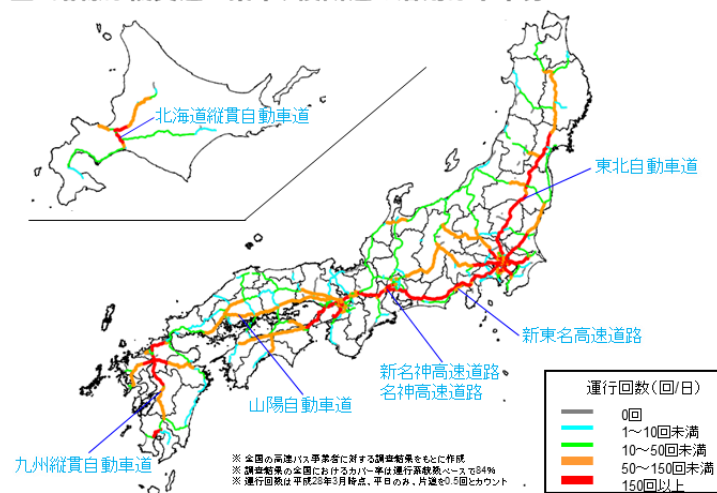 北海道縦貫自動車道
東北自動車道
新東名高速道路
新名神高速道路
名神高速道路
山陽自動車道
九州縦貫自動車道
運行回数(回/日)
0回
1~10回未満
10~50回未満
50~150回未満
150回以上
※ 全国の高速バス事業者に対する調査結果をもとに作成
※ 調査結果の全国におけるカバー率は運行系統数ベースで84%
※ 運行回数は平成28年3月時点、平日のみ、片道を0.5回とカウント